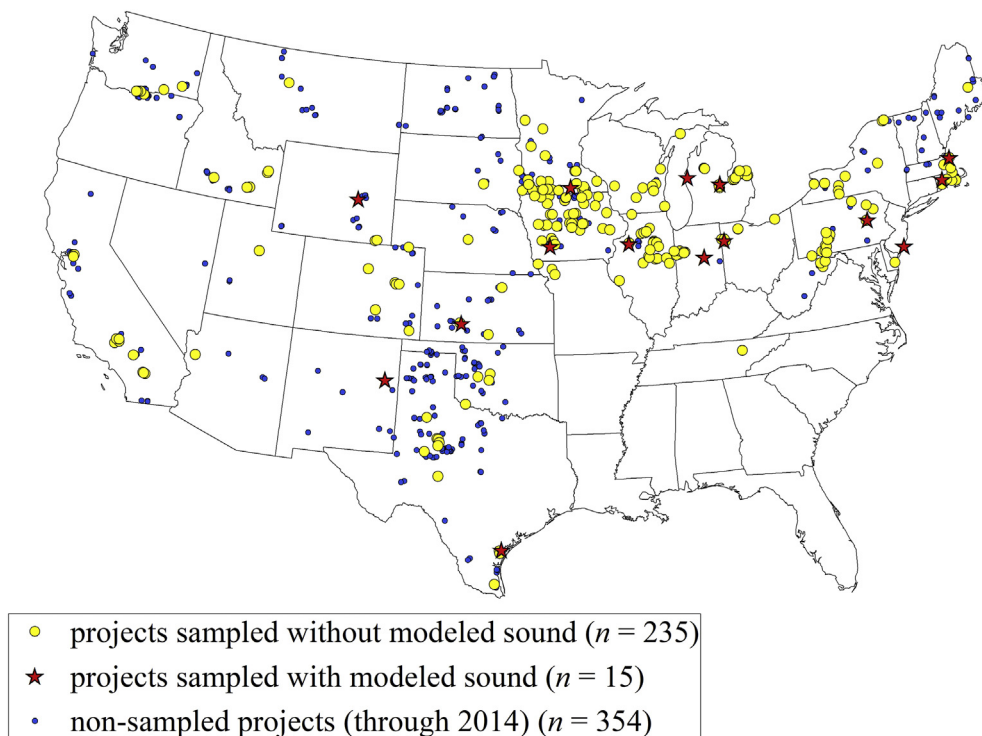 projects sampled without modeled sound (n = 235)
projects sampled with modeled sound (n = 15)
non-sampled projects (through 2014) (n = 354)